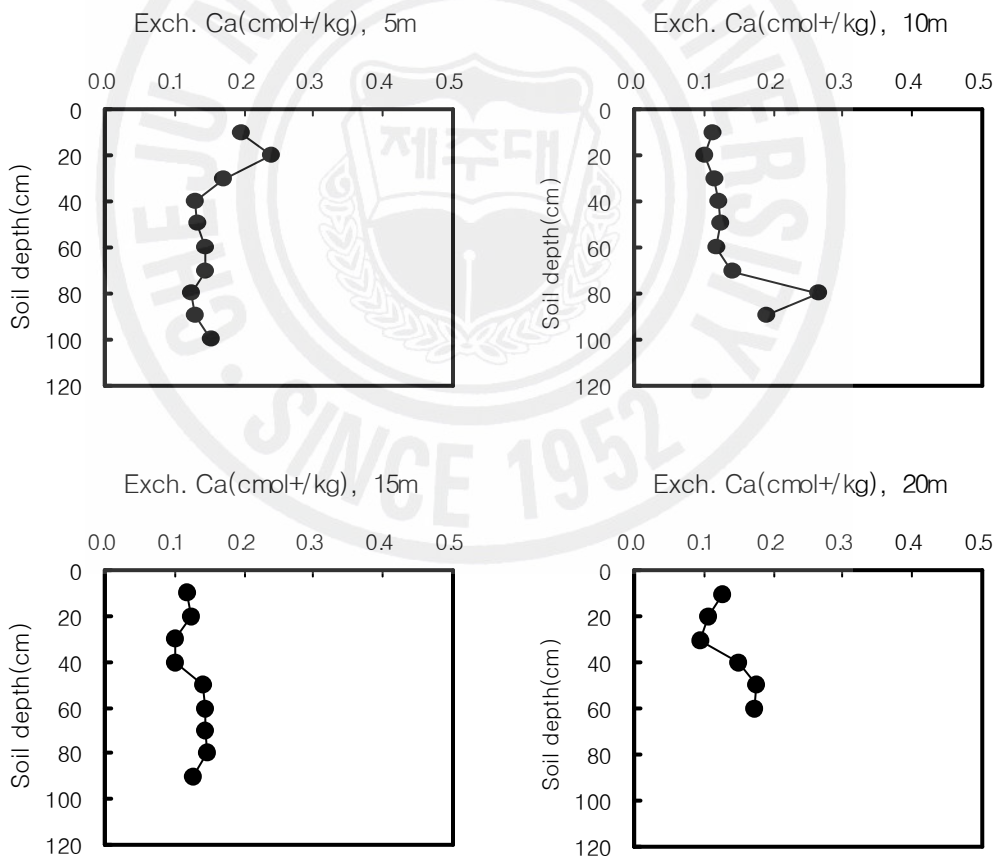 Exch. Ca(cmol+/kg), 5m
0.0 0.1 0.2 0.3 0.4 0.5
0
20
40
60
80
100
120
Soil depth(cm)
Exch. Ca(cmol+/kg), 10m
0.0 0.1 0.2 0.3 0.4 0.5
0
20
40
60
80
100
120
Soil depth(cm)
Exch. Ca(cmol+/kg), 15m
0.0 0.1 0.2 0.3 0.4 0.5
0
20
40
60
80
100
120
Soil depth(cm)
Exch. Ca(cmol+/kg), 20m
0.0 0.1 0.2 0.3 0.4 0.5
0
20
40
60
80
100
120
Soil depth(cm)
제주대
SINCE 1952